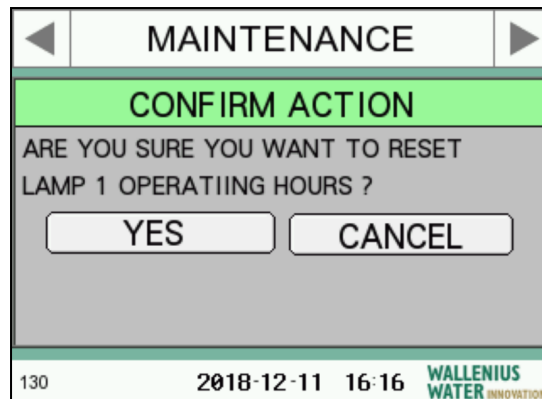 MAINTENANCE
CONFIRM ACTION
ARE YOU SURE YOU WANT TO RESET
LAMP 1 OPERATIING HOURS ?
YES CANCEL
130 2018-12-11 16:16 WALLENIUS
WATER INNOVATION